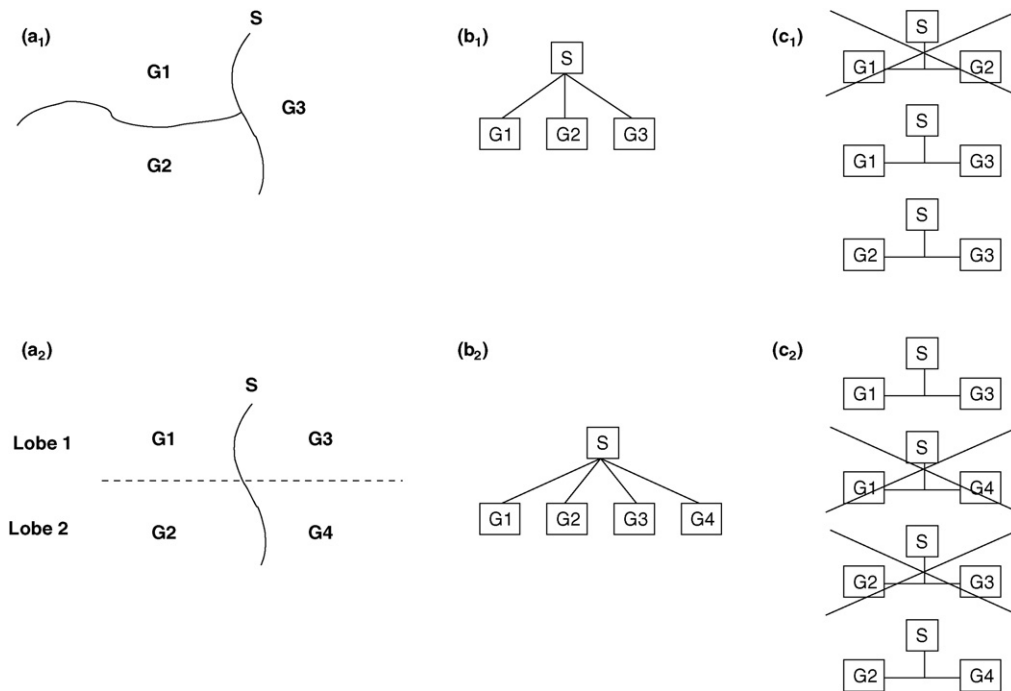 (a1)
S
G1
G3
G2
(b1)
S
G1 G2 G3
(c1)
S
G1 G2
S
G1 G3
S
G2 G3
(a2)
S
Lobe 1 G1 G3
Lobe 2 G2 G4
(b2)
S
G1 G2 G3 G4
(c2)
S
G1 G3
S
G1 G4
S
G2 G3
S
G2 G4